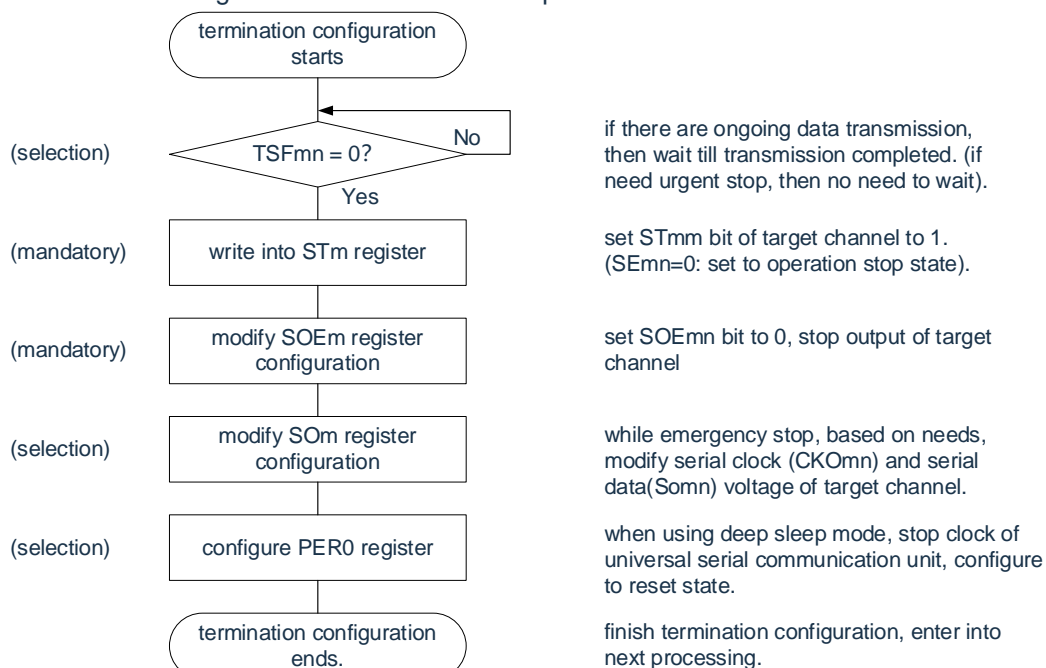 termination configuration
starts
(selection)
TSFmn = 0?
No
Yes
if there are ongoing data transmission,
then wait till transmission completed. (if
need urgent stop, then no need to wait).
(mandatory)
write into STm register
set STmm bit of target channel to 1.
(SEmn=0: set to operation stop state).
(mandatory)
modify SOEm register
configuration
set SOEmn bit to 0, stop output of target
channel
(selection)
modify SOm register
configuration
while emergency stop, based on needs,
modify serial clock (CKOmn) and serial
data(Somn) voltage of target channel.
(selection)
configure PER0 register
when using deep sleep mode, stop clock of
universal serial communication unit, configure
to reset state.
termination configuration
ends.
finish termination configuration, enter into
next processing.